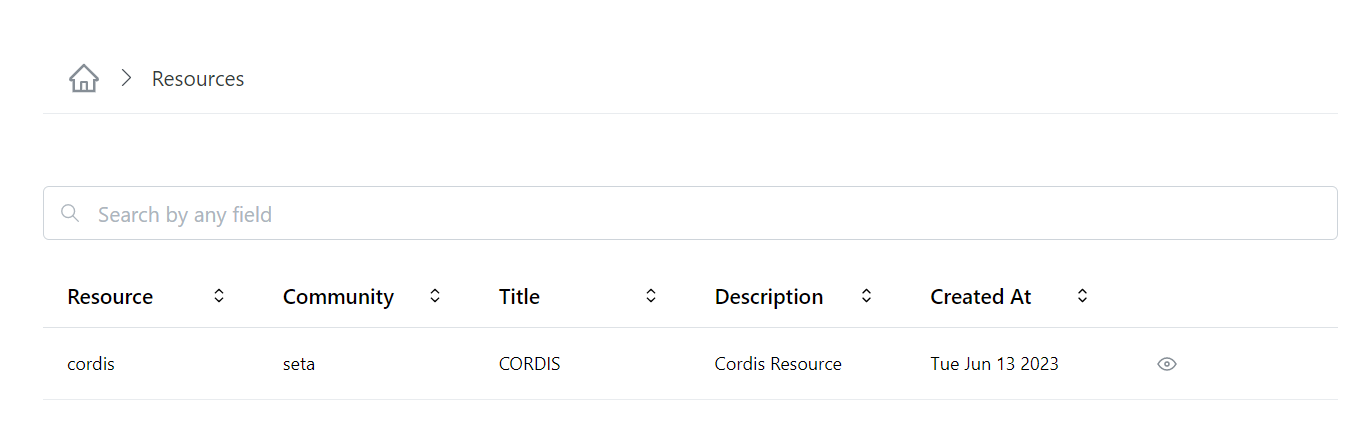 Resources
Search by any field
Resource Community Title Description Created At
cordis seta CORDIS Cordis Resource Tue Jun 13 2023